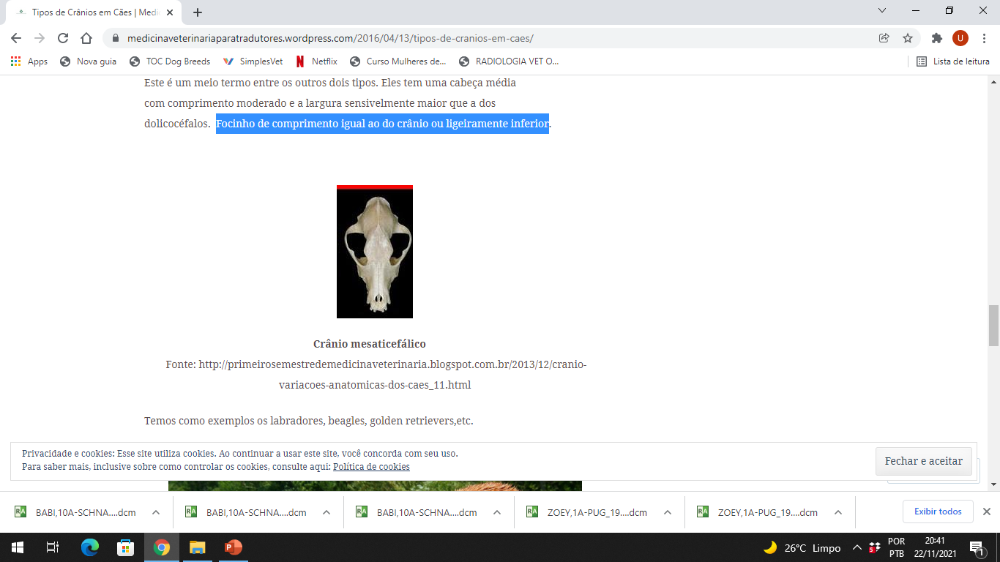 Tipos de Crânios em Cães | Medi
medicinaveterinariaparatradutores.wordpress.com/2016/04/13/tipos-de-cranios-em-caes/
U
Apps
Nova guia
TOC Dog Breeds
SimplesVet
Netflix
Curso Mulheres de...
RADIOLOGIA VET O...
Lista de leitura
Este é um meio termo entre os outros dois tipos. Eles tem uma cabeça média
com comprimento moderado e a largura sensivelmente maior que a dos
dolicocéfalos. Focinho de comprimento igual ao do crânio ou ligeiramente inferior.
Crânio mesaticefálico
Fonte: http://primeirosemestredemedicinaveterinaria.blogspot.com.br/2013/12/cranio-
variacoes-anatomicas-dos-caes_11.html
Temos como exemplos os labradores, beagles, golden retrievers,etc.
Privacidade e cookies: Esse site utiliza cookies. Ao continuar a usar este site, você concorda com seu uso.
Para saber mais, inclusive sobre como controlar os cookies, consulte aqui: Política de cookies
Fechar e aceitar
RA BABI,10A-SCHNA....dcm
RA BABI,10A-SCHNA....dcm
RA BABI,10A-SCHNA....dcm
RA ZOEY,1A-PUG_19....dcm
RA ZOEY,1A-PUG_19....dcm
Exibir todos
26°C Limpo
POR
PTB
20:41
22/11/2021
1